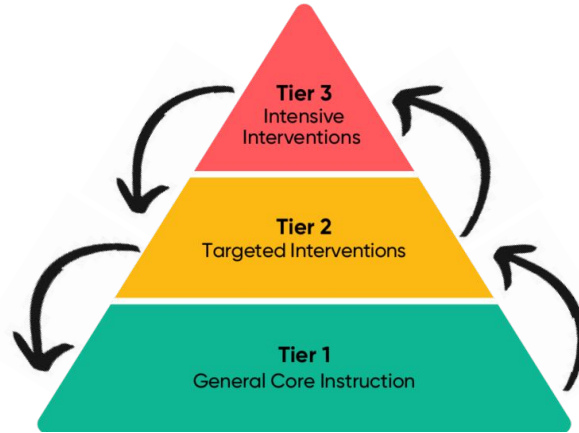 Tier 3
Intensive
Interventions
Tier 2
Targeted Interventions
Tier 1
General Core Instruction